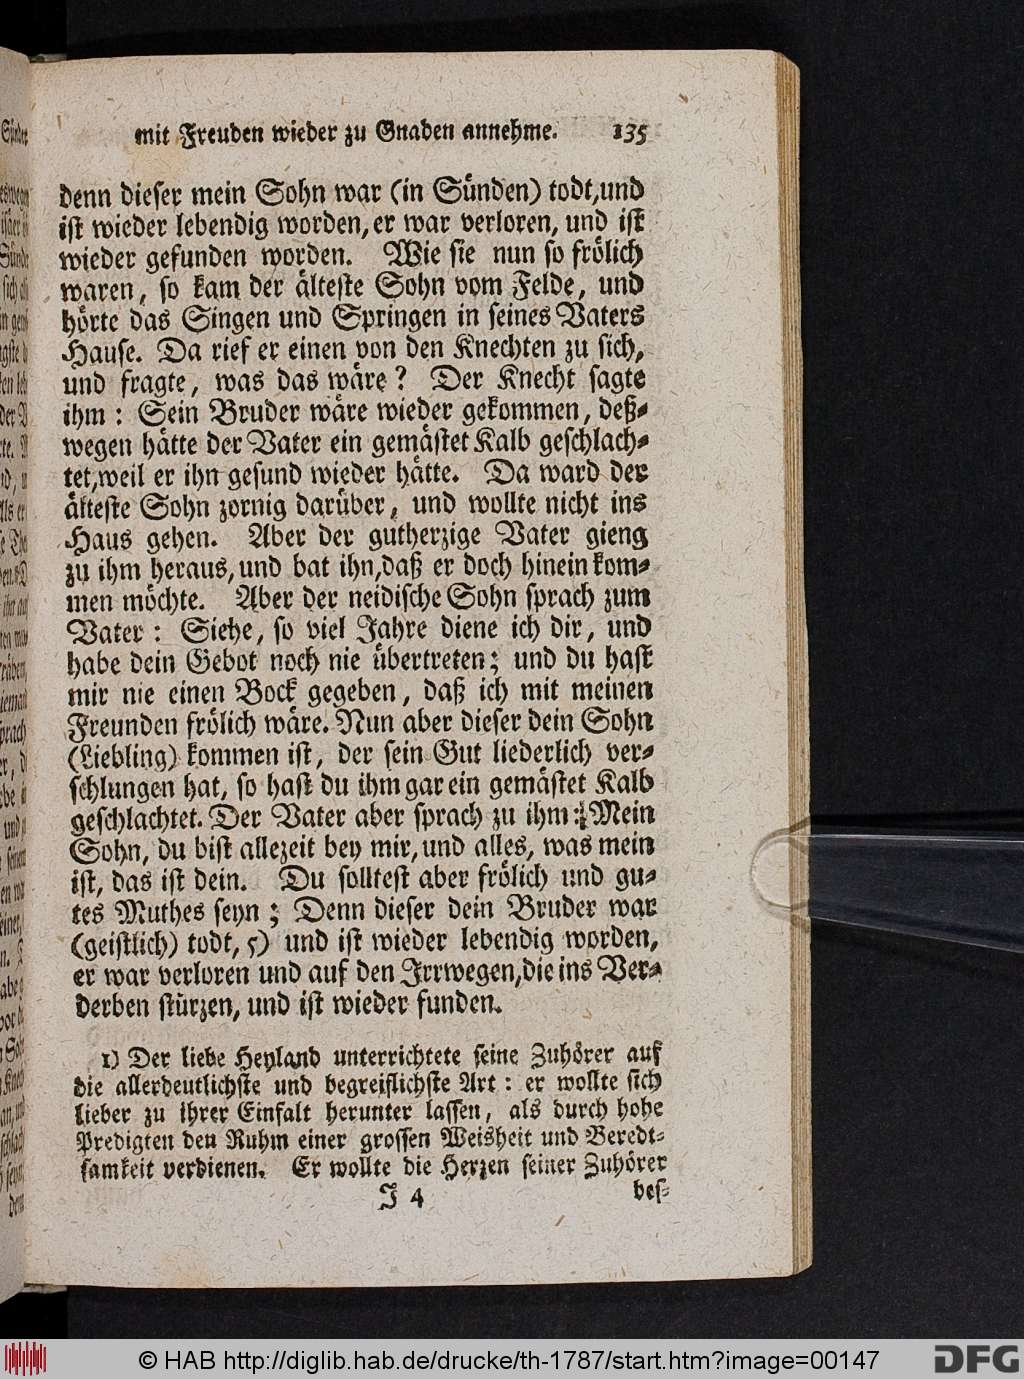 mit Freuden wieder zu Gnaden annehme. 135
denn dieser mein Sohn war (in Sünden) todt, und
ist wieder lebendig worden, er war verloren, und ist
wieder gefunden worden. Wie sie nun so frölich
waren, so kam der älteste Sohn vom Felde, und
hörte das Singen und Springen in seines Vaters
Hause. Da rief er einen von den Knechten zu sich,
und fragte, was das wäre? Der Knecht sagte
ihm: Sein Bruder wäre wieder gekommen, deß-
wegen hätte der Vater ein gemästet Kalb geschlach-
tet, weil er ihn gesund wieder hätte. Da ward der
älteste Sohn zornig darüber, und wollte nicht ins
Haus gehen. Aber der gutherzige Vater gieng
zu ihm heraus, und bat ihn, daß er doch hinein kom-
men möchte. Aber der neidische Sohn sprach zum
Vater: Siehe, so viel Jahre diene ich dir, und
habe dein Gebot noch nie übertreten; und du hast
mir nie einen Bock gegeben, daß ich mit meinen
Freunden frölich wäre. Nun aber dieser dein Sohn
(Liebling) kommen ist, der sein Gut liederlich ver-
schlungen hat, so hast du ihm gar ein gemästet Kalb
geschlachtet. Der Vater aber sprach zu ihm: Mein
Sohn, du bist allezeit bey mir, und alles, was mein
ist, das ist dein. Du solltest aber frölich und gu-
tes Muthes seyn; Denn dieser dein Bruder war
(geistlich) todt, 5) und ist wieder lebendig worden,
er war verloren und auf den Irrwegen, die ins Ver-
derben stürzen, und ist wieder funden.
1) Der liebe Heyland unterrichtete seine Zuhörer auf
die allerdeutlichste und begreiflichste Art: er wollte sich
lieber zu ihrer Einfalt herunter lassen, als durch hohe
Predigten den Ruhm einer grossen Weisheit und Beredt-
samkeit verdienen. Er wollte die Herzen seiner Zuhörer
J 4 bes-
© HAB http://diglib.hab.de/drucke/th-1787/start.htm?image=00147
DFG